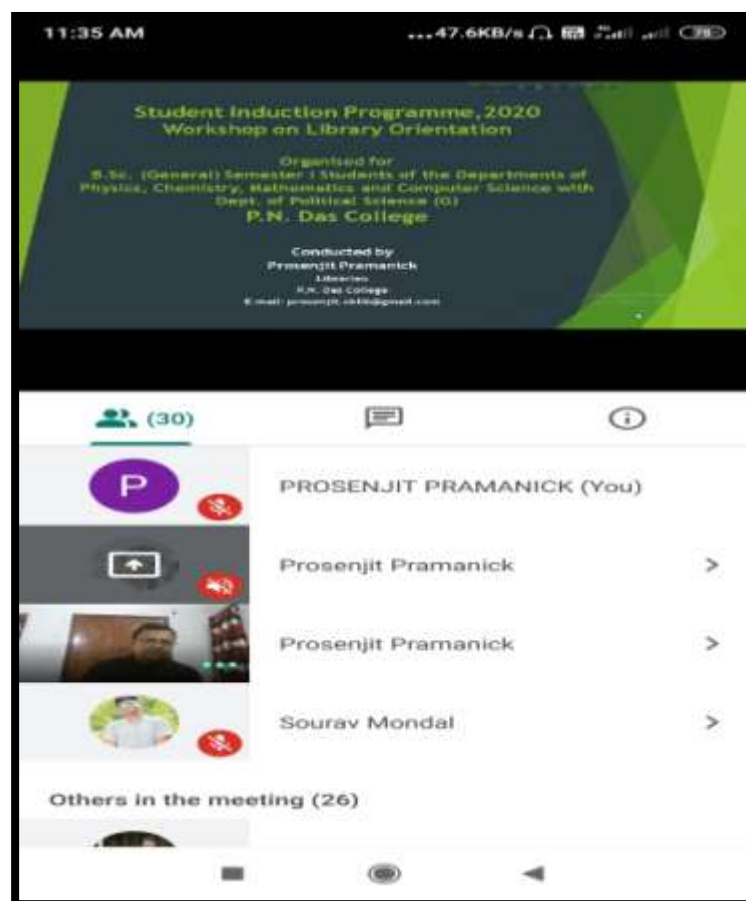 11:35 AM
...47.6KB/s 78
Student Induction Programme, 2020
Workshop on Library Orientation
Organised for
B.Sc. (General) Semester I Students of the Departments of
Physics, Chemistry, Mathematics and Computer Science with
Dept. of Political Science (G)
P.N. Das College
Conducted by
Prosenjit Pramanick
Librarian
P.N. Das College
E-mail:
(30)
P
PROSENJIT PRAMANICK (You)
Prosenjit Pramanick
Prosenjit Pramanick
Sourav Mondal
Others in the meeting (26)